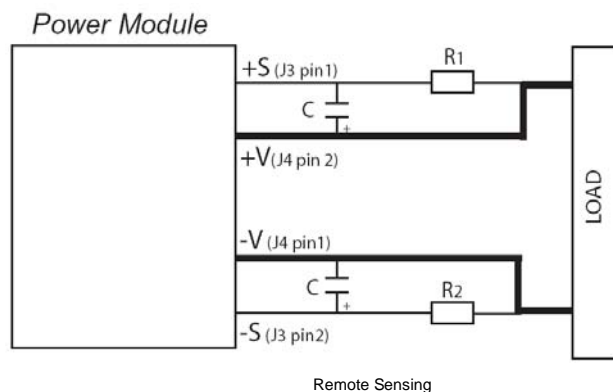 Power Module
+S (J3 pin1)
R1
C
+
+V (J4 pin 2)
LOAD
-V (J4 pin1)
C
+
R2
-S (J3 pin2)
Remote Sensing